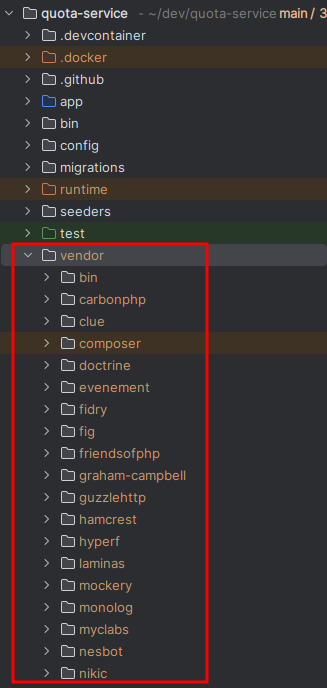 quota-service - ~/dev/quota-service main / 3
.devcontainer
.docker
.github
app
bin
config
migrations
runtime
seeders
test
vendor
bin
carbonphp
clue
composer
doctrine
evenement
fidry
fig
friendsofphp
graham-campbell
guzzlehttp
hamcrest
hyperf
laminas
mockery
monolog
myclabs
nesbot
nikic